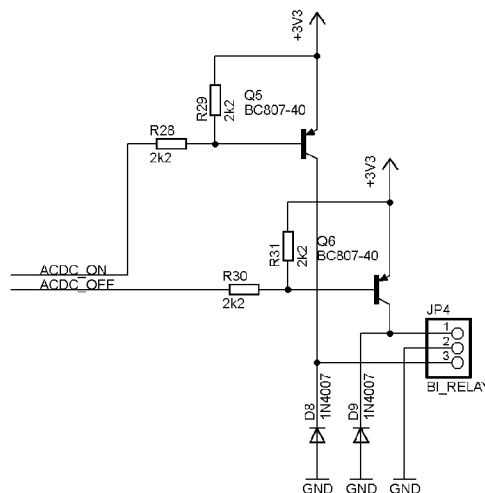 +3V3
R29
2k2
Q5
BC807-40
R28
2k2
+3V3
R31
2k2
Q6
BC807-40
ACDC_ON
ACDC_OFF
R30
2k2
JP4
1
2
3
BI_RELAY
D8
1N4007
D9
1N4007
GND
GND
GND